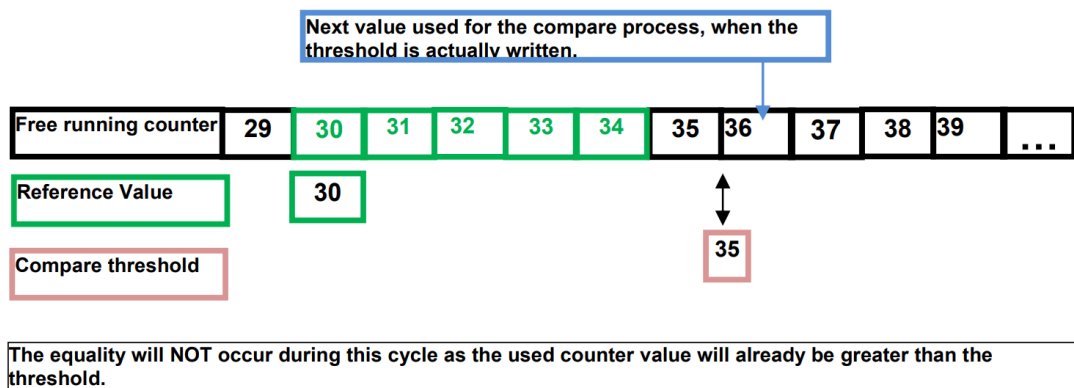 Next value used for the compare process, when the
threshold is actually written.
Free running counter 29 30 31 32 33 34 35 36 37 38 39 ...
Reference Value 30
Compare threshold 35
The equality will NOT occur during this cycle as the used counter value will already be greater than the
threshold.